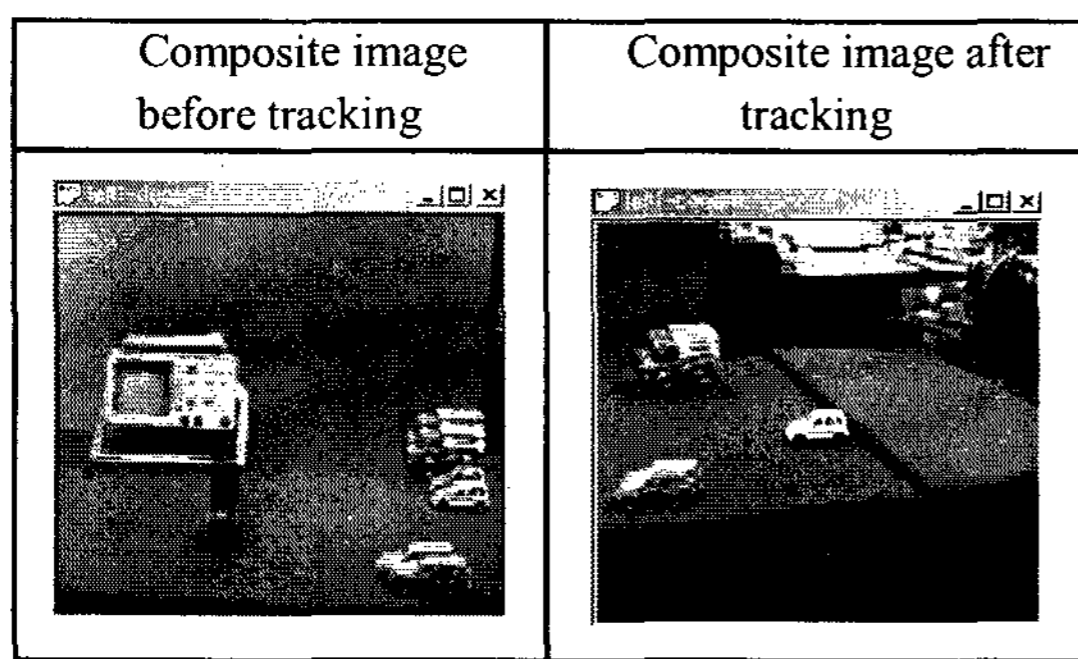 Composite image
before tracking
Composite image after
tracking